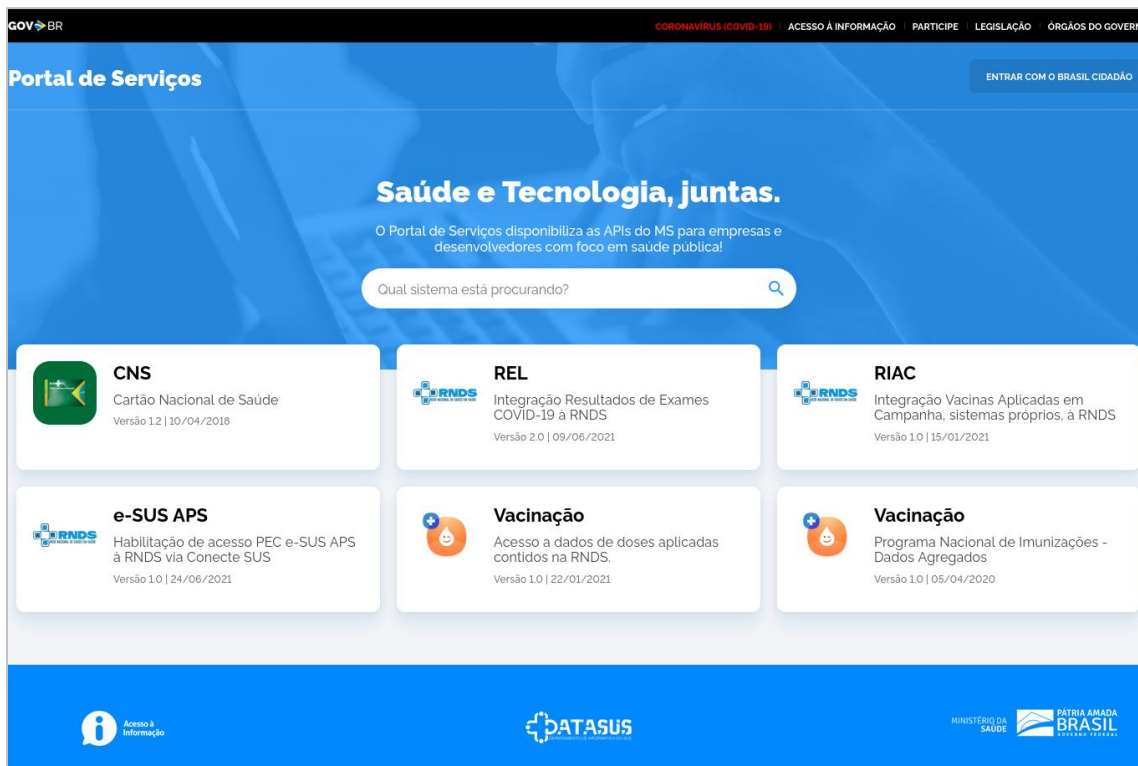 GOV BR
CORONAVÍRUS (COVID-19) ACESSO À INFORMAÇÃO PARTICIPE LEGISLAÇÃO ÓRGÃOS DO GOVERN
Portal de Serviços
ENTRAR COM O BRASIL CIDADÃO
Saúde e Tecnologia, juntas.
O Portal de Serviços disponibiliza as APIs do MS para empresas e
desenvolvedores com foco em saúde pública!
Qual sistema está procurando?
CNS
Cartão Nacional de Saúde
Versão 1.2 | 10/04/2018
RNDS
REL
Integração Resultados de Exames
COVID-19 à RNDS
Versão 2.0 | 09/06/2021
RNDS
RIAC
Integração Vacinas Aplicadas em
Campanha, sistemas próprios, à RNDS
Versão 1.0 | 15/01/2021
RNDS
e-SUS APS
Habilitação de acesso PEC e-SUS APS
à RNDS via Conecte SUS
Versão 1.0 | 24/06/2021
Vacinação
Acesso a dados de doses aplicadas
contidos na RNDS.
Versão 1.0 | 22/01/2021
Vacinação
Programa Nacional de Imunizações -
Dados Agregados
Versão 1.0 | 05/04/2020
Acesso à
Informação
DATASUS
MINISTÉRIO DA
SAÚDE
PÁTRIA AMADA
BRASIL
GOVERNO FEDERAL